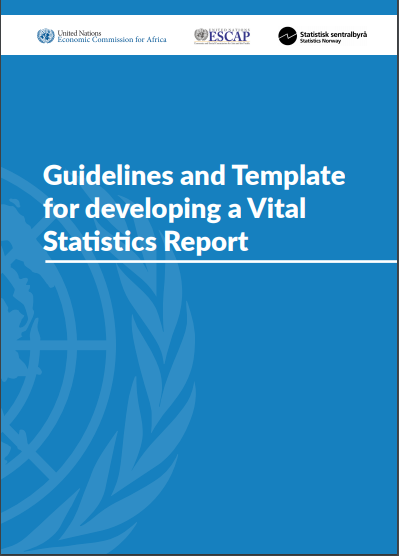 United Nations
Economic Commission for Africa
ESCAP
Statistisk sentralbyrå
Statistics Norway
Guidelines and Template
for developing a Vital
Statistics Report